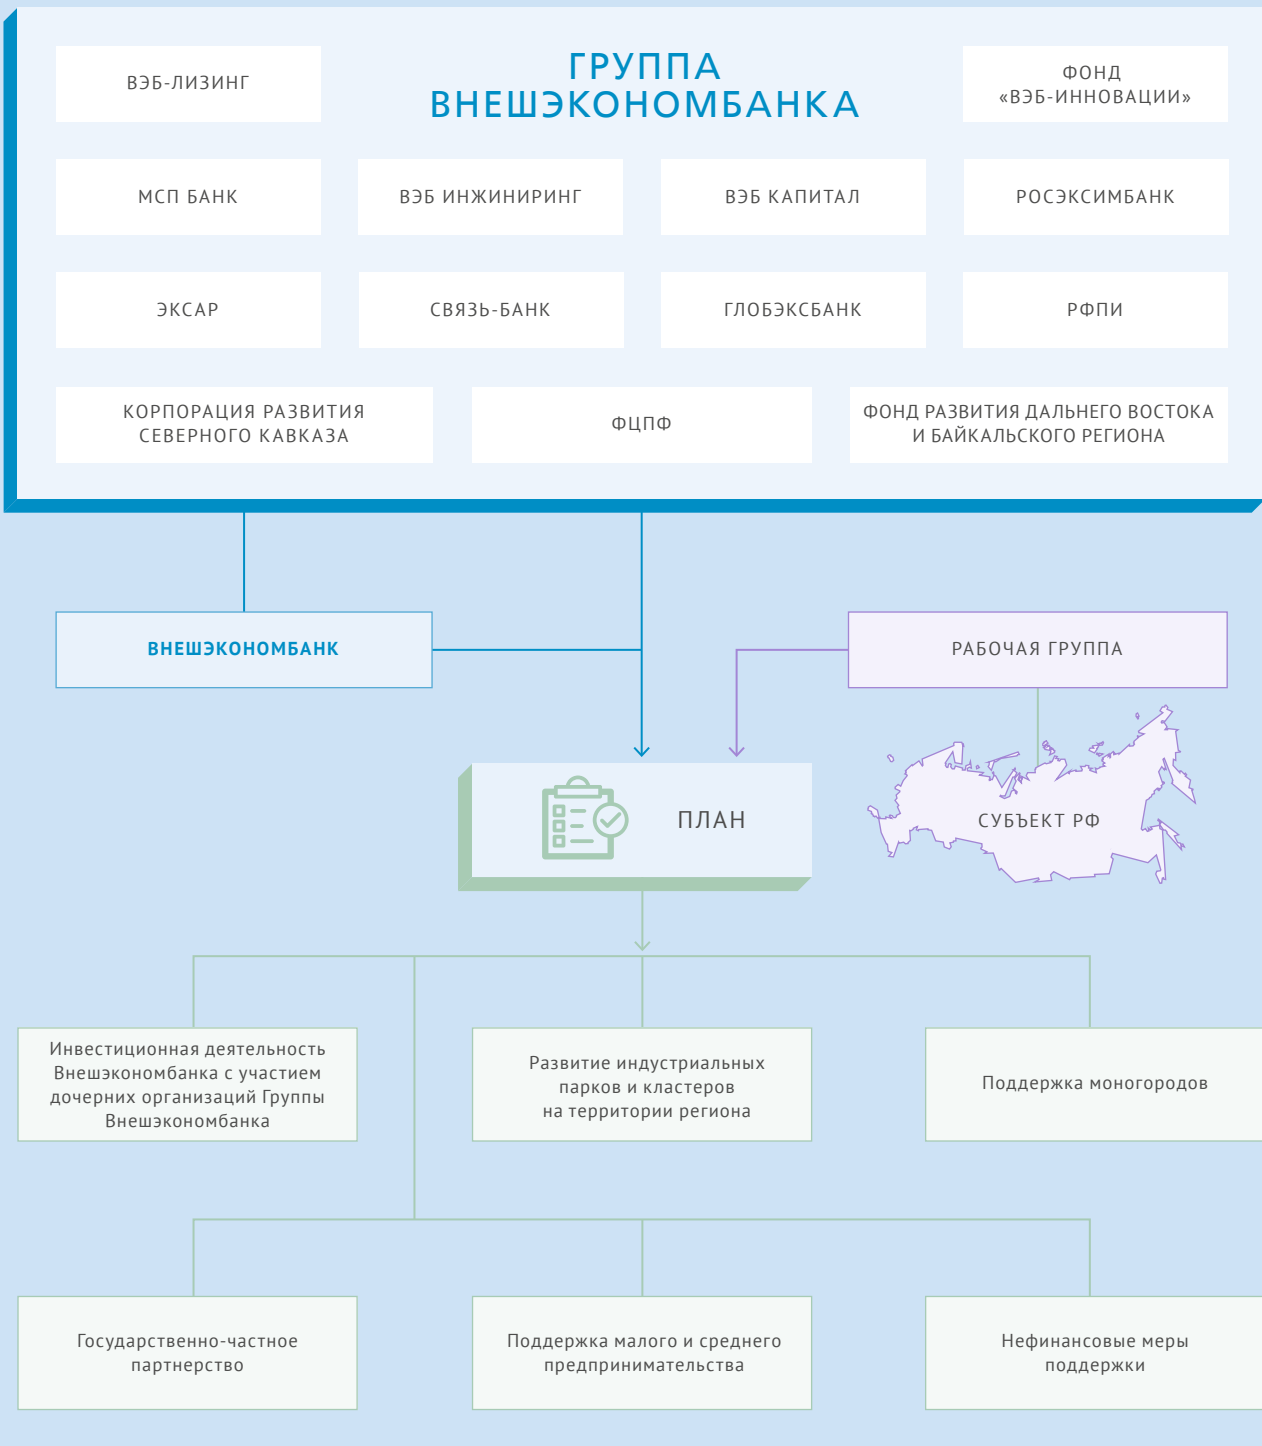 ГРУППА
ВНЕШЭКОНОМБАНКА
ВЭБ-ЛИЗИНГ
ФОНД
«ВЭБ-ИННОВАЦИИ»
МСП БАНК
ВЭБ ИНЖИНИРИНГ
ВЭБ КАПИТАЛ
РОСЭКСИМБАНК
ЭКСАР
СВЯЗЬ-БАНК
ГЛОБЭКСБАНК
РФПИ
КОРПОРАЦИЯ РАЗВИТИЯ
СЕВЕРНОГО КАВКАЗА
ФЦПФ
ФОНД РАЗВИТИЯ ДАЛЬНЕГО ВОСТОКА
И БАЙКАЛЬСКОГО РЕГИОНА
ВНЕШЭКОНОМБАНК
РАБОЧАЯ ГРУППА
ПЛАН
СУБЪЕКТ РФ
Инвестиционная деятельность
Внешэкономбанка с участием
дочерних организаций Группы
Внешэкономбанка
Развитие индустриальных
парков и кластеров
на территории региона
Поддержка моногородов
Государственно-частное
партнерство
Поддержка малого и среднего
предпринимательства
Нефинансовые меры
поддержки